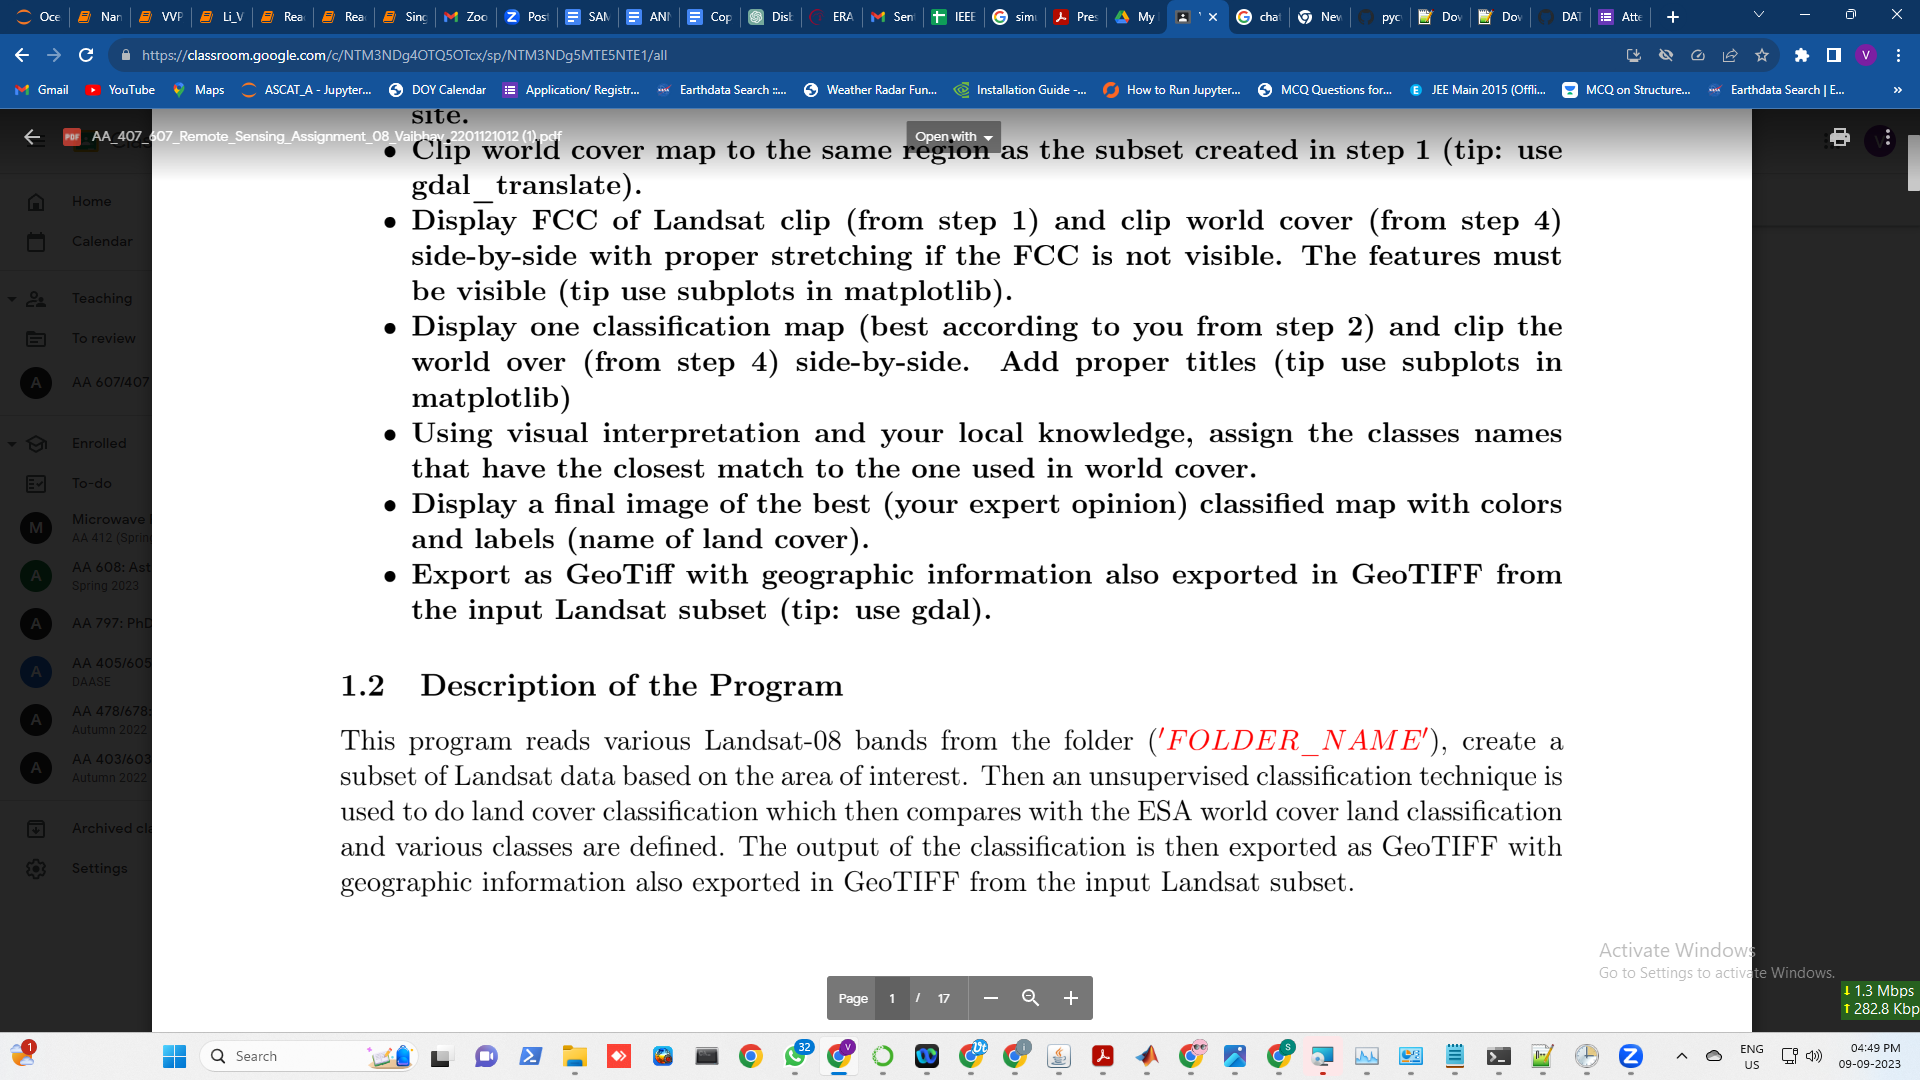 Oce
Nan
VVP
Li_V
Rea
Rea
Sing
Zoo
Post
SAM
ANN
Cop
Dist
ERA
Sent
IEEE
simu
Pres
My
chat
New
pyc
Dov
Dov
DAT
Atte
https://classroom.google.com/c/NTM3NDg4OTQ5OTcx/sp/NTM3NDg5MTE5NTE1/all
V
Gmail
YouTube
Maps
ASCAT_A - Jupyter...
DOY Calendar
Application/ Registr...
Earthdata Search ::...
Weather Radar Fun...
Installation Guide -...
How to Run Jupyter...
MCQ Questions for...
JEE Main 2015 (Offli...
MCQ on Structure...
Earthdata Search | E...
»
PDF AA_407_607_Remote_Sensing_Assignment_08_Vaibhav_2201121012 (1).pdf
Open with
Home
Calendar
Teaching
To review
A AA 607/407
Enrolled
To-do
M Microwave
AA 412 (Spring
A AA 608: Ast
Spring 2023
A AA 797: PhD
A AA 405/605
DAASE
A AA 478/678:
Autumn 2022
A AA 403/603
Autumn 2022
Archived cla
Settings
site.
• Clip world cover map to the same region as the subset created in step 1 (tip: use
gdal_translate).
• Display FCC of Landsat clip (from step 1) and clip world cover (from step 4)
side-by-side with proper stretching if the FCC is not visible. The features must
be visible (tip use subplots in matplotlib).
• Display one classification map (best according to you from step 2) and clip the
world over (from step 4) side-by-side. Add proper titles (tip use subplots in
matplotlib)
• Using visual interpretation and your local knowledge, assign the classes names
that have the closest match to the one used in world cover.
• Display a final image of the best (your expert opinion) classified map with colors
and labels (name of land cover).
• Export as GeoTiff with geographic information also exported in GeoTIFF from
the input Landsat subset (tip: use gdal).
1.2 Description of the Program
This program reads various Landsat-08 bands from the folder ('FOLDER_NAME'), create a
subset of Landsat data based on the area of interest. Then an unsupervised classification technique is
used to do land cover classification which then compares with the ESA world cover land classification
and various classes are defined. The output of the classification is then exported as GeoTIFF with
geographic information also exported in GeoTIFF from the input Landsat subset.
Activate Windows
Go to Settings to activate Windows.
Page 1 / 17
1.3 Mbps
282.8 Kbp
1
Search
32
V
ENG
US
04:49 PM
09-09-2023